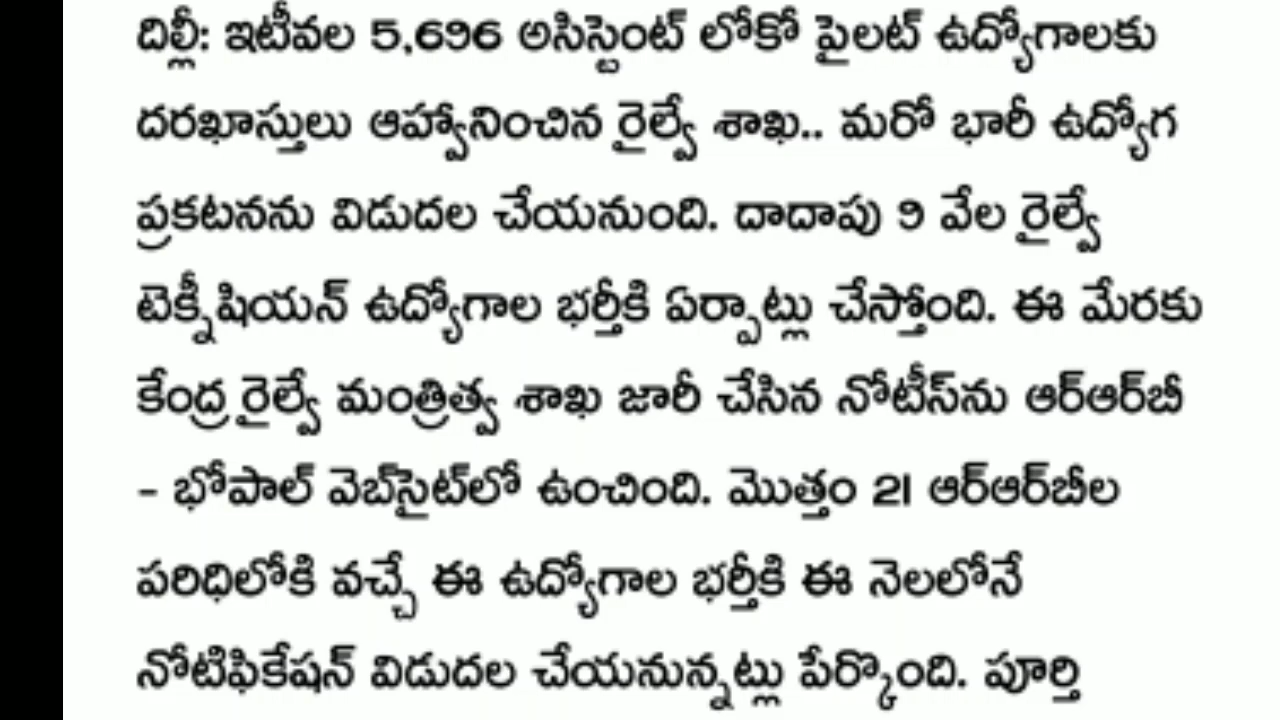 దిల్లీ: ఇటీవల 5,696 అసిస్టెంట్ లోకో పైలట్ ఉద్యోగాలకు
దరఖాస్తులు ఆహ్వానించిన రైల్వే శాఖ.. మరో భారీ ఉద్యోగ
ప్రకటనను విడుదల చేయనుంది. దాదాపు 9 వేల రైల్వే
టెక్నీషియన్ ఉద్యోగాల భర్తీకి ఏర్పాట్లు చేస్తోంది. ఈ మేరకు
కేంద్ర రైల్వే మంత్రిత్వ శాఖ జారీ చేసిన నోటీస్‌ను ఆర్ఆర్‌బీ
- భోపాల్ వెబ్‌సైట్‌లో ఉంచింది. మొత్తం 21 ఆర్ఆర్‌బీల
పరిధిలోకి వచ్చే ఈ ఉద్యోగాల భర్తీకి ఈ నెలలోనే
నోటిఫికేషన్ విడుదల చేయనున్నట్లు పేర్కొంది. పూర్తి